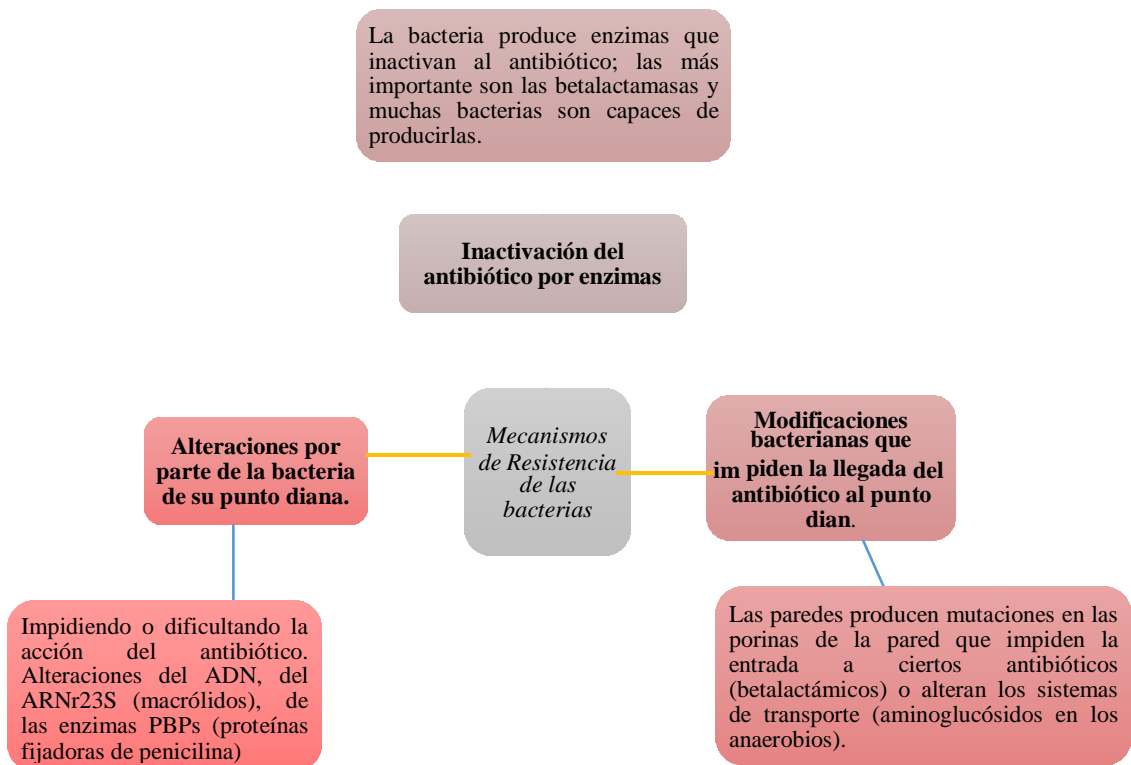 La bacteria produce enzimas que
inactivan al antibiótico; las más
importante son las betalactamasas y
muchas bacterias son capaces de
producirlas.
Inactivación del
antibiótico por enzimas
Alteraciones por
parte de la bacteria
de su punto diana.
Mecanismos
de Resistencia
de las
bacterias
Modificaciones
bacterianas que
im piden la llegada del
antibiótico al punto
dian.
Impidiendo o dificultando la
acción del antibiótico.
Alteraciones del ADN, del
ARNr23S (macrólidos), de
las enzimas PBPs (proteínas
fijadoras de penicilina)
Las paredes producen mutaciones en las
porinas de la pared que impiden la
entrada a ciertos antibióticos
(betalactámicos) o alteran los sistemas
de transporte (aminoglucósidos en los
anaerobios).